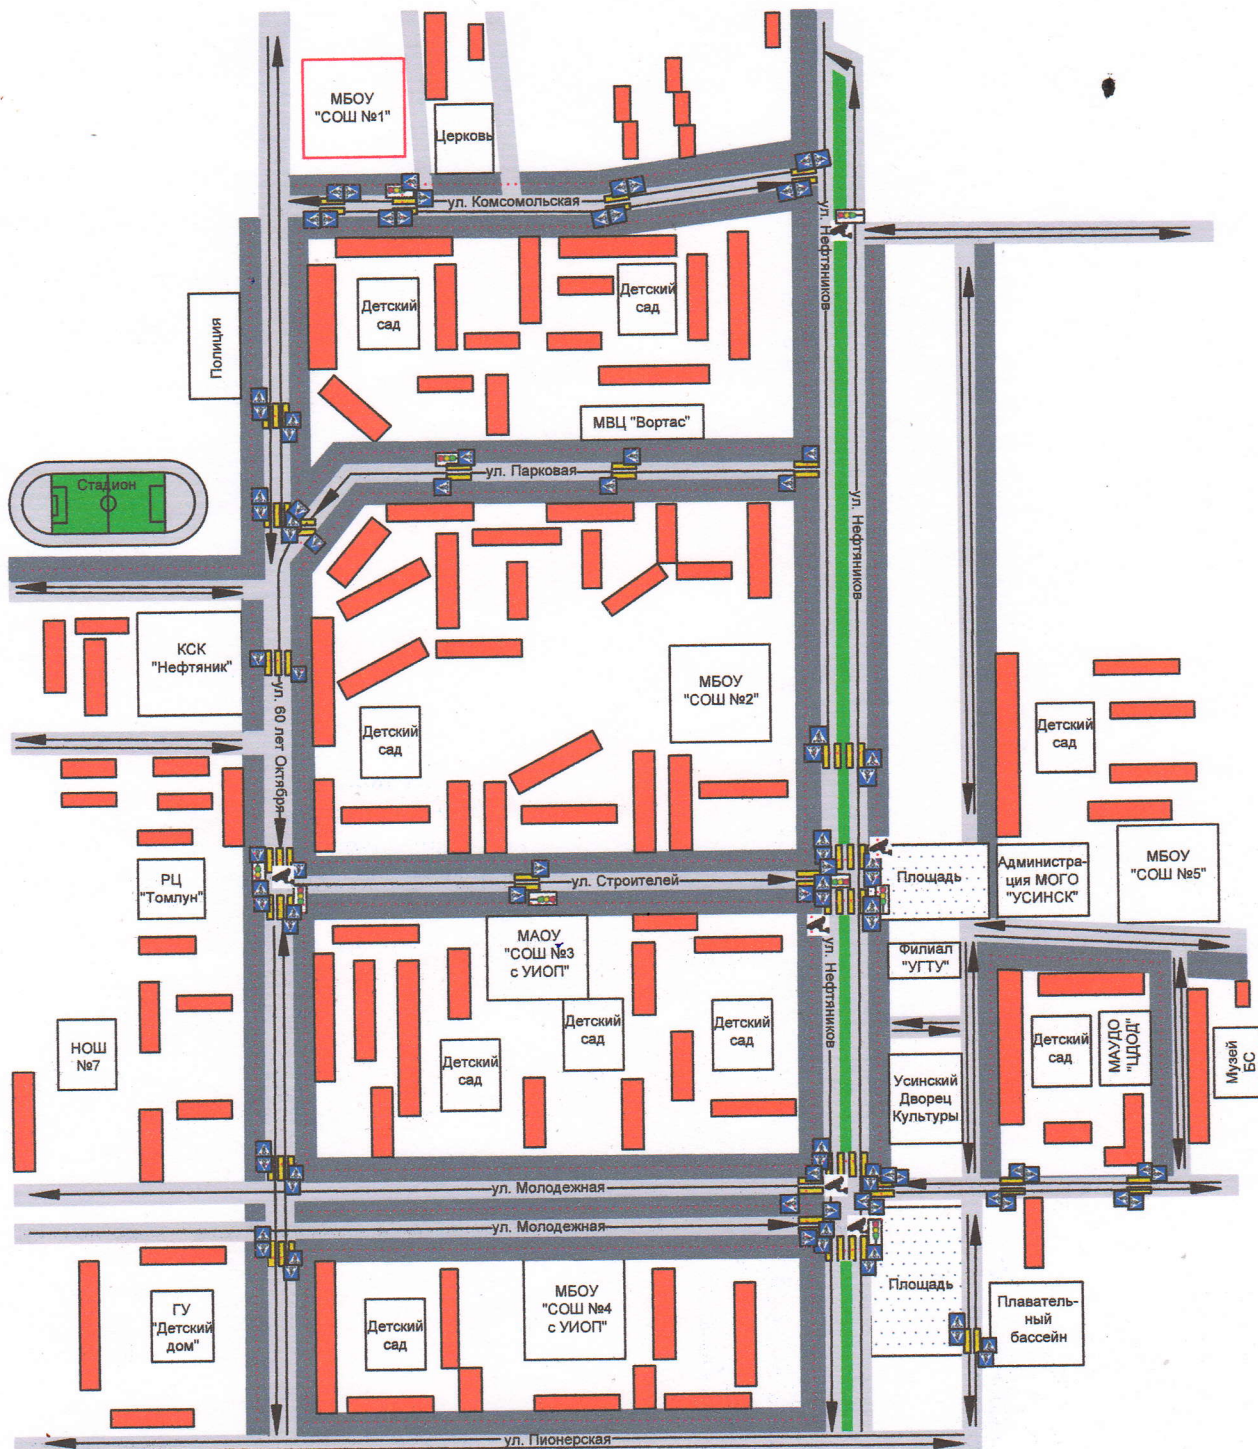 МБОУ
"СОШ №1"
Церковь
ул. Комсомольская
ул. Нефтяников
Детский
сад
Детский
сад
Полиция
МВЦ "Вортас"
ул. Парковая
Стадион
ул. Нефтяников
КСК
"Нефтяник"
МБОУ
"СОШ №2"
ул. 60 лет Октября
Детский
сад
Детский
сад
РЦ
"Томлун"
ул. Строителей
Площадь
Администра-
ция МОГО
"УСИНСК"
МБОУ
"СОШ №5"
МАОУ
"СОШ №3
с УИОП"
ул. Нефтяников
Филиал
"УГТУ"
Детский
сад
Детский
сад
Детский
сад
НОШ
№7
Усинский
Дворец
Культуры
Детский
сад
МАУДО
"ЦДОД"
Музей
БС
ул. Молодежная
ул. Молодежная
ГУ
"Детский
дом"
Детский
сад
МБОУ
"СОШ №4
с УИОП"
Площадь
Плаватель-
ный
бассейн
ул. Пионерская